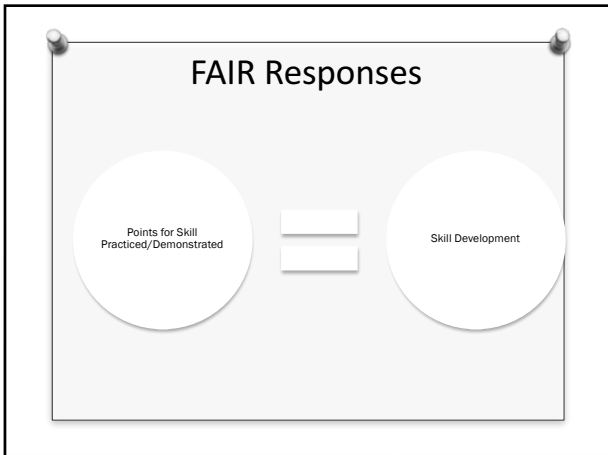 FAIR Responses
Points for Skill
Practiced/Demonstrated
Skill Development